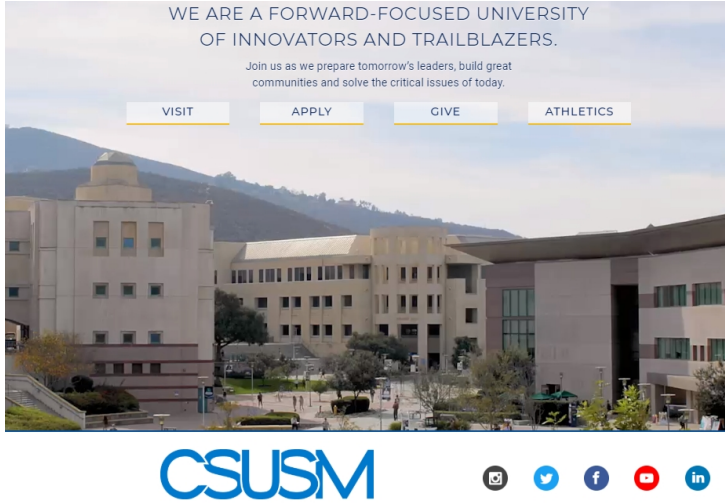 WE ARE A FORWARD-FOCUSED UNIVERSITY
OF INNOVATORS AND TRAILBLAZERS.
Join us as we prepare tomorrow's leaders, build great
communities and solve the critical issues of today.
VISIT APPLY GIVE ATHLETICS
CSUSM